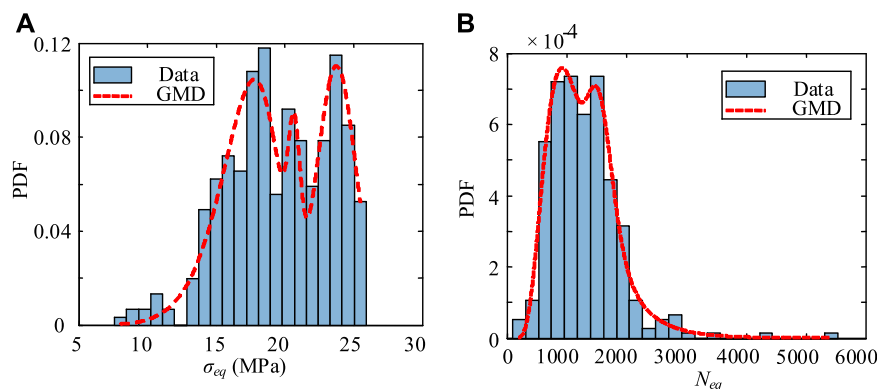 A
0.12
0.08
0.04
0
PDF
Data
GMD
5 10 15 20 25 30
σeq (MPa)
B
× 10-4
8
6
4
2
0
PDF
Data
GMD
0 1000 2000 3000 4000 5000 6000
Neq